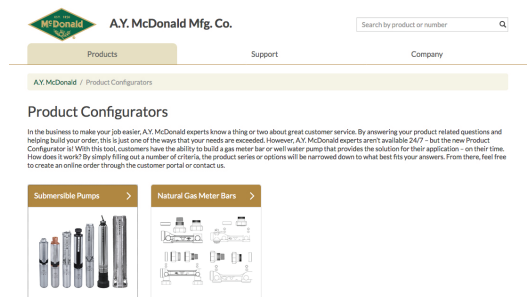 EST. 1856
McDonald
A.Y. McDonald Mfg. Co.
Search by product or number
Products
Support
Company
A.Y. McDonald / Product Configurators
Product Configurators
In the business to make your job easier, A.Y. McDonald experts know a thing or two about great customer service. By answering your product related questions and
helping build your order, this is just one of the ways that your needs are exceeded. However, A.Y. McDonald experts aren't available 24/7 – but the new Product
Configurator is! With this tool, customers have the ability to build a gas meter bar or well water pump that provides the solution for their application – on their time.
How does it work? By simply filling out a number of criteria, the product series or options will be narrowed down to what best fits your answers. From there, feel free
to create an online order through the customer portal or contact us.
Submersible Pumps
Natural Gas Meter Bars